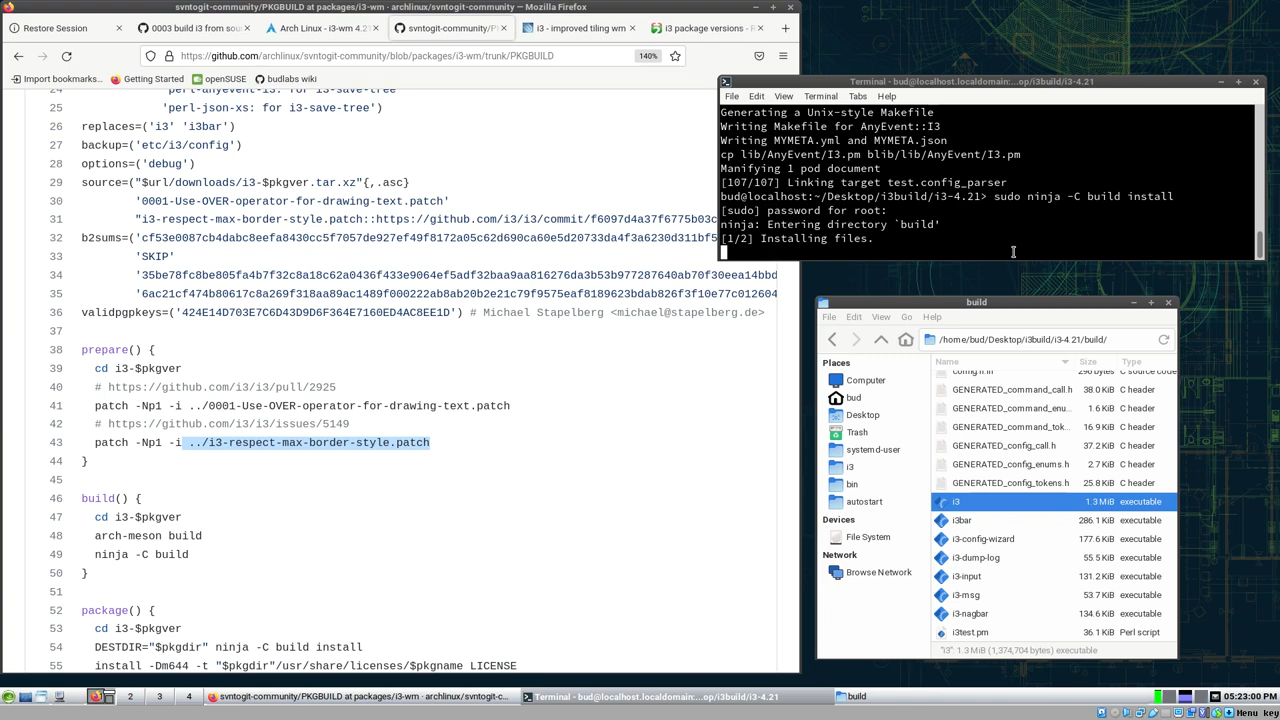 svntogit-community/PKGBUILD at packages/i3-wm · archlinux/svntogit-community — Mozilla Firefox
Restore Session
0003 build i3 from sou
Arch Linux - i3-wm 4.21
svntogit-community/P
i3 - improved tiling wm
i3 package versions - R
https://github.com/archlinux/svntogit-community/blob/packages/i3-wm/trunk/PKGBUILD
140%
Import bookmarks...
Getting Started
openSUSE
budlabs wiki
24 'perl-anyevent-i3: for i3-save-tree'
25 'perl-json-xs: for i3-save-tree')
26 replaces=('i3' 'i3bar')
27 backup=('etc/i3/config')
28 options=('debug')
29 source=("$url/downloads/i3-$pkgver.tar.xz"{,.asc}
30 '0001-Use-OVER-operator-for-drawing-text.patch'
31 "i3-respect-max-border-style.patch::https://github.com/i3/i3/commit/f6097d4a37f6775b03c
32 b2sums=('cf53e0087cb4dabc8eefa8430cc5f7057de927ef49f8172a05c62d690ca60e5d20733da4f3a6230d311bf5
33 'SKIP'
34 '35be78fc8be805fa4b7f32c8a18c62a0436f433e9064ef5adf32baa9aa816276da3b53b977287640ab70f30eea14bbd
35 '6ac21cf474b80617c8a269f318aa89ac1489f000222ab8ab20b2e21c79f9575eaf8189623bdab826f3f10e77c012604
36 validpgpkeys=('424E14D703E7C6D43D9D6F364E7160ED4AC8EE1D') # Michael Stapelberg <michael@stapelberg.de>
37
38 prepare() {
39 cd i3-$pkgver
40 # https://github.com/i3/i3/pull/2925
41 patch -Np1 -i ../0001-Use-OVER-operator-for-drawing-text.patch
42 # https://github.com/i3/i3/issues/5149
43 patch -Np1 -i ../i3-respect-max-border-style.patch
44 }
45
46 build() {
47 cd i3-$pkgver
48 arch-meson build
49 ninja -C build
50 }
51
52 package() {
53 cd i3-$pkgver
54 DESTDIR="$pkgdir" ninja -C build install
55 install -Dm644 -t "$pkgdir"/usr/share/licenses/$pkgname LICENSE
Terminal - bud@localhost.localdomain:...op/i3build/i3-4.21
File Edit View Terminal Tabs Help
Generating a Unix-style Makefile
Writing Makefile for AnyEvent::I3
Writing MYMETA.yml and MYMETA.json
cp lib/AnyEvent/I3.pm blib/lib/AnyEvent/I3.pm
Manifying 1 pod document
[107/107] Linking target test.config_parser
bud@localhost:~/Desktop/i3build/i3-4.21> sudo ninja -C build install
[sudo] password for root:
ninja: Entering directory `build'
[1/2] Installing files.
build
File Edit View Go Help
/home/bud/Desktop/i3build/i3-4.21/build/
Places
Computer
bud
Desktop
Trash
systemd-user
i3
bin
autostart
Devices
File System
Network
Browse Network
Name Size Type
config.h.in 296 bytes C source code
GENERATED_command_call.h 38.0 KiB C header
GENERATED_command_enu... 1.6 KiB C header
GENERATED_command_tok... 16.9 KiB C header
GENERATED_config_call.h 37.2 KiB C header
GENERATED_config_enums.h 2.7 KiB C header
GENERATED_config_tokens.h 25.8 KiB C header
i3 1.3 MiB executable
i3bar 286.1 KiB executable
i3-config-wizard 177.6 KiB executable
i3-dump-log 55.5 KiB executable
i3-input 131.2 KiB executable
i3-msg 53.7 KiB executable
i3-nagbar 134.6 KiB executable
i3test.pm 36.1 KiB Perl script
"i3": 1.3 MiB (1,374,704 bytes) executable
2 3 4
svntogit-community/PKGBUILD at packages/i3-wm · archlinux/svntogit-c...
Terminal - bud@localhost.localdomain:...op/i3build/i3-4.21
build
05:23:00 PM
Menu key